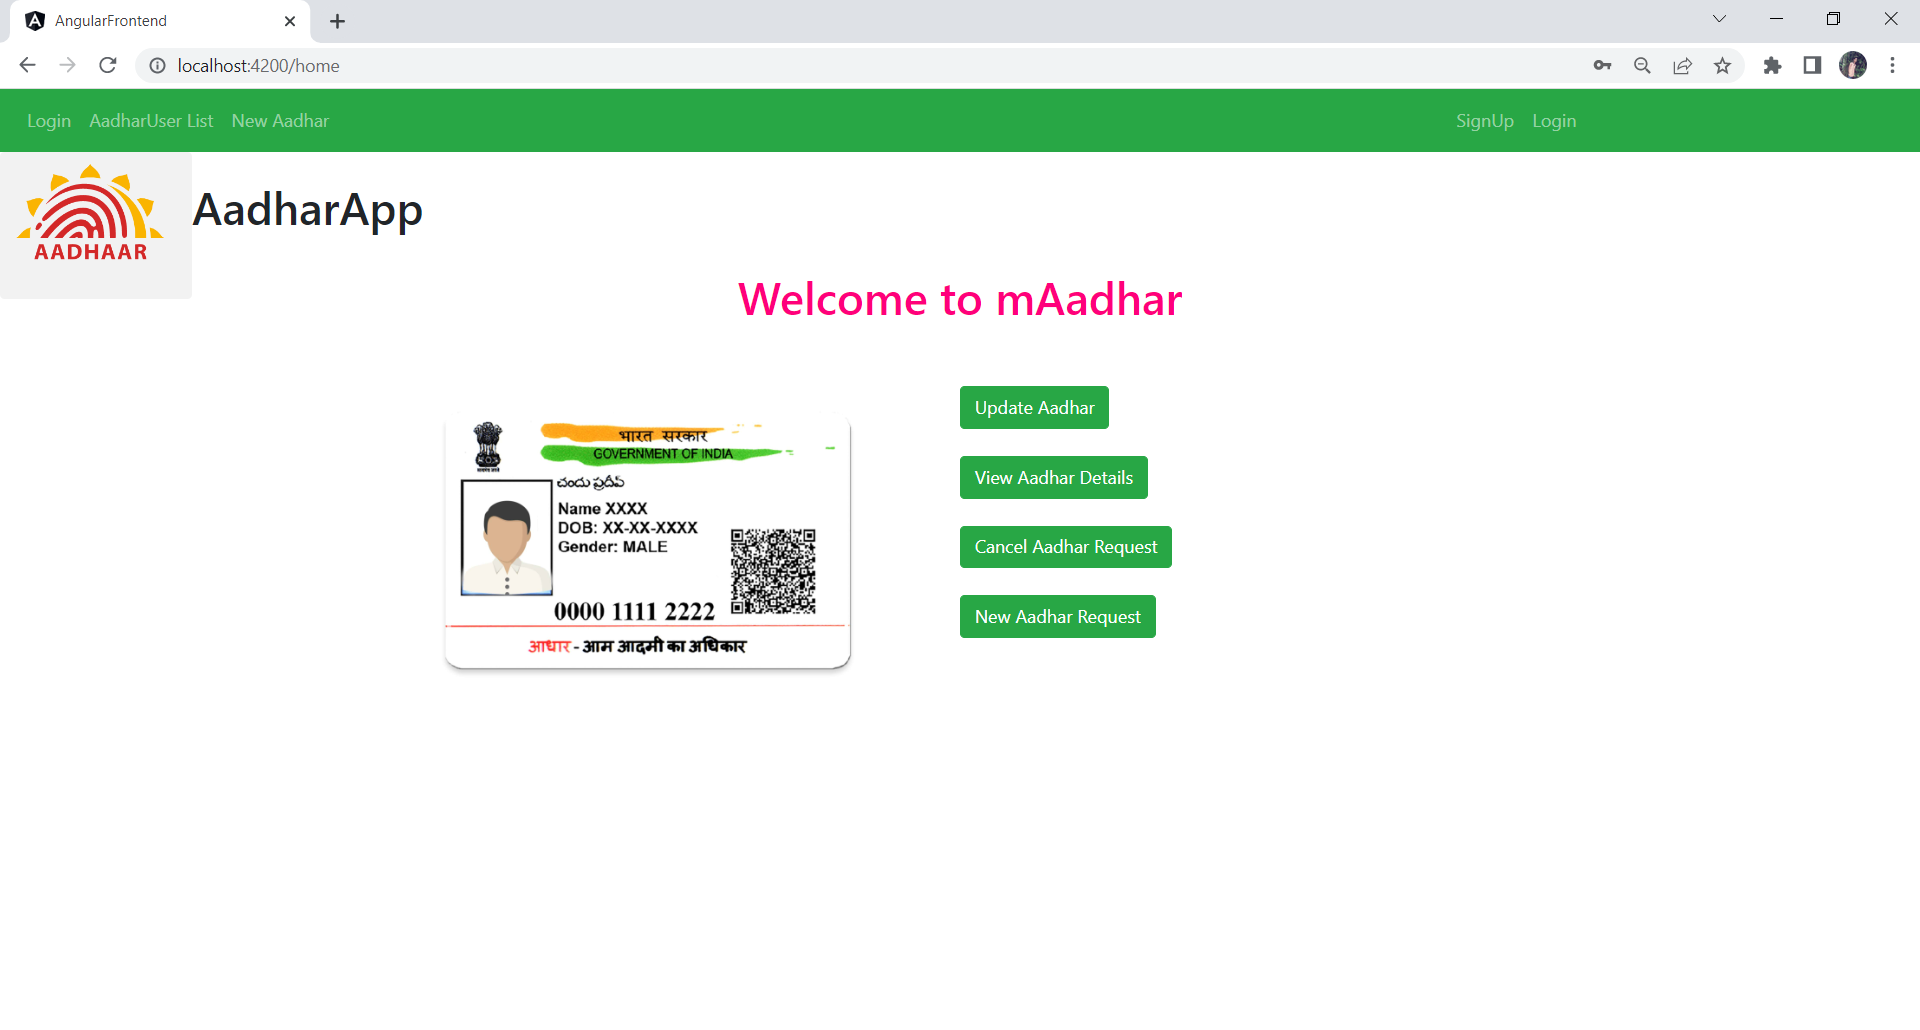 AngularFrontend
localhost:4200/home
Login AadharUser List New Aadhar SignUp Login
AADHAAR
AadharApp
Welcome to mAadhar
भारत सरकार
GOVERNMENT OF INDIA
చందు ప్రదీప్
Name XXXX
DOB: XX-XX-XXXX
Gender: MALE
0000 1111 2222
आधार - आम आदमी का अधिकार
Update Aadhar
View Aadhar Details
Cancel Aadhar Request
New Aadhar Request